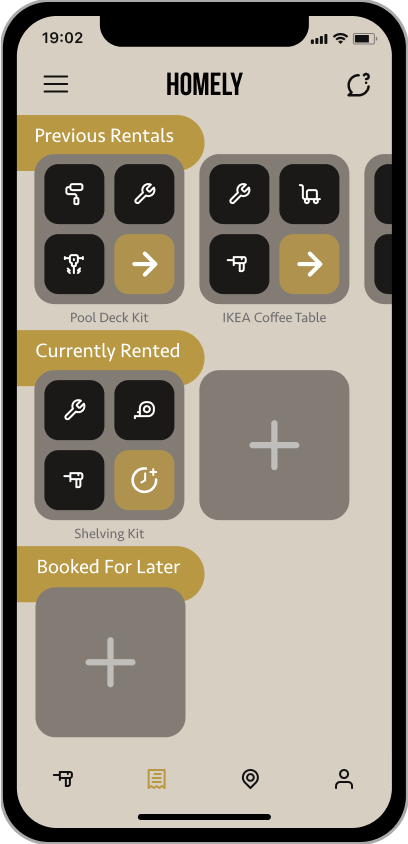 19:02
HOMELY
?
Previous Rentals
Pool Deck Kit
IKEA Coffee Table
Currently Rented
Shelving Kit
Booked For Later